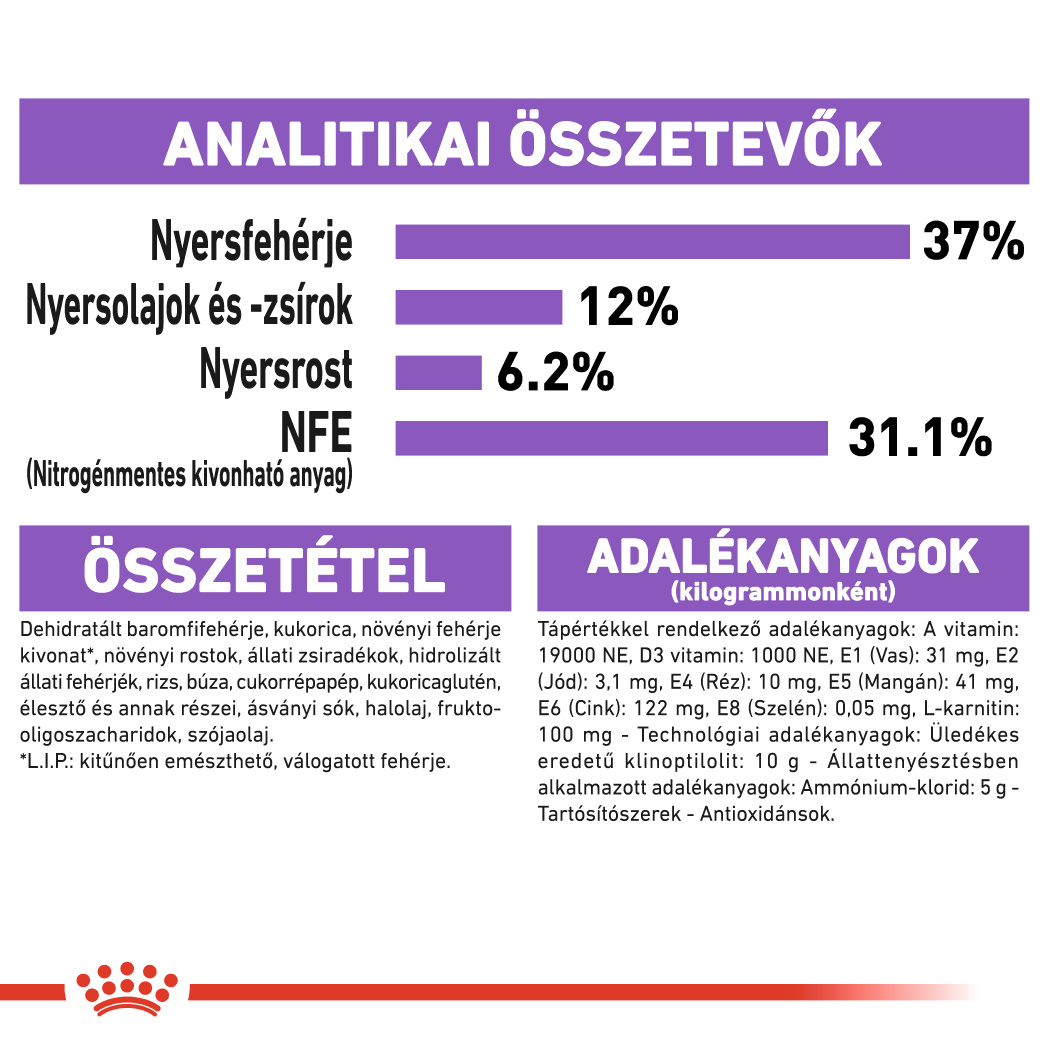 ANALITIKAI ÖSSZETEVŐK
Nyersfehérje 37%
Nyersolajok és -zsírok 12%
Nyersrost 6.2%
NFE 31.1%
(Nitrogénmentes kivonható anyag)
ÖSSZETÉTEL
Dehidratált baromfifehérje, kukorica, növényi fehérje
kivonat*, növényi rostok, állati zsiradékok, hidrolizált
állati fehérjék, rizs, búza, cukorrépapép, kukoricaglutén,
élesztő és annak részei, ásványi sók, halolaj, frukto-
oligoszacharidok, szójaolaj.
*L.I.P.: kitűnően emészthető, válogatott fehérje.
ADALÉKANYAGOK
(kilogrammonként)
Tápértékkel rendelkező adalékanyagok: A vitamin:
19000 NE, D3 vitamin: 1000 NE, E1 (Vas): 31 mg, E2
(Jód): 3,1 mg, E4 (Réz): 10 mg, E5 (Mangán): 41 mg,
E6 (Cink): 122 mg, E8 (Szelén): 0,05 mg, L-karnitin:
100 mg - Technológiai adalékanyagok: Üledékes
eredetű klinoptilolit: 10 g - Állattenyésztésben
alkalmazott adalékanyagok: Ammónium-klorid: 5 g -
Tartósítószerek - Antioxidánsok.